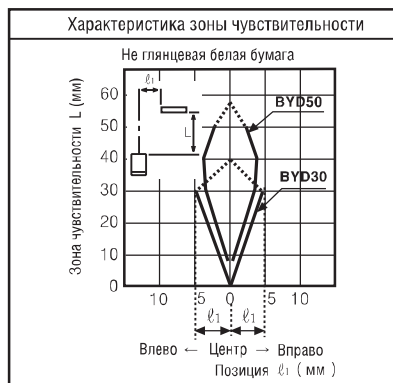 Характеристика зоны чувствительности
Не глянцевая белая бумага
Зона чувствительности L (мм)
60
50
40
30
20
10
0
ℓ1
L
BYD50
BYD30
10 5 0 5 10
ℓ1 ℓ1
Влево ← Центр → Вправо
Позиция ℓ1 ( мм )